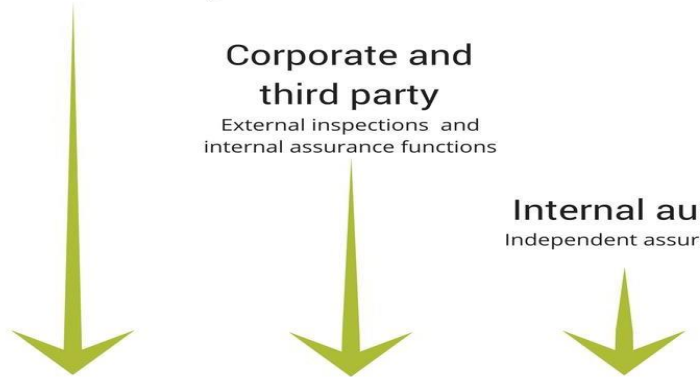 Corporate and
third party
External inspections and
internal assurance functions
Internal au
Independent assur